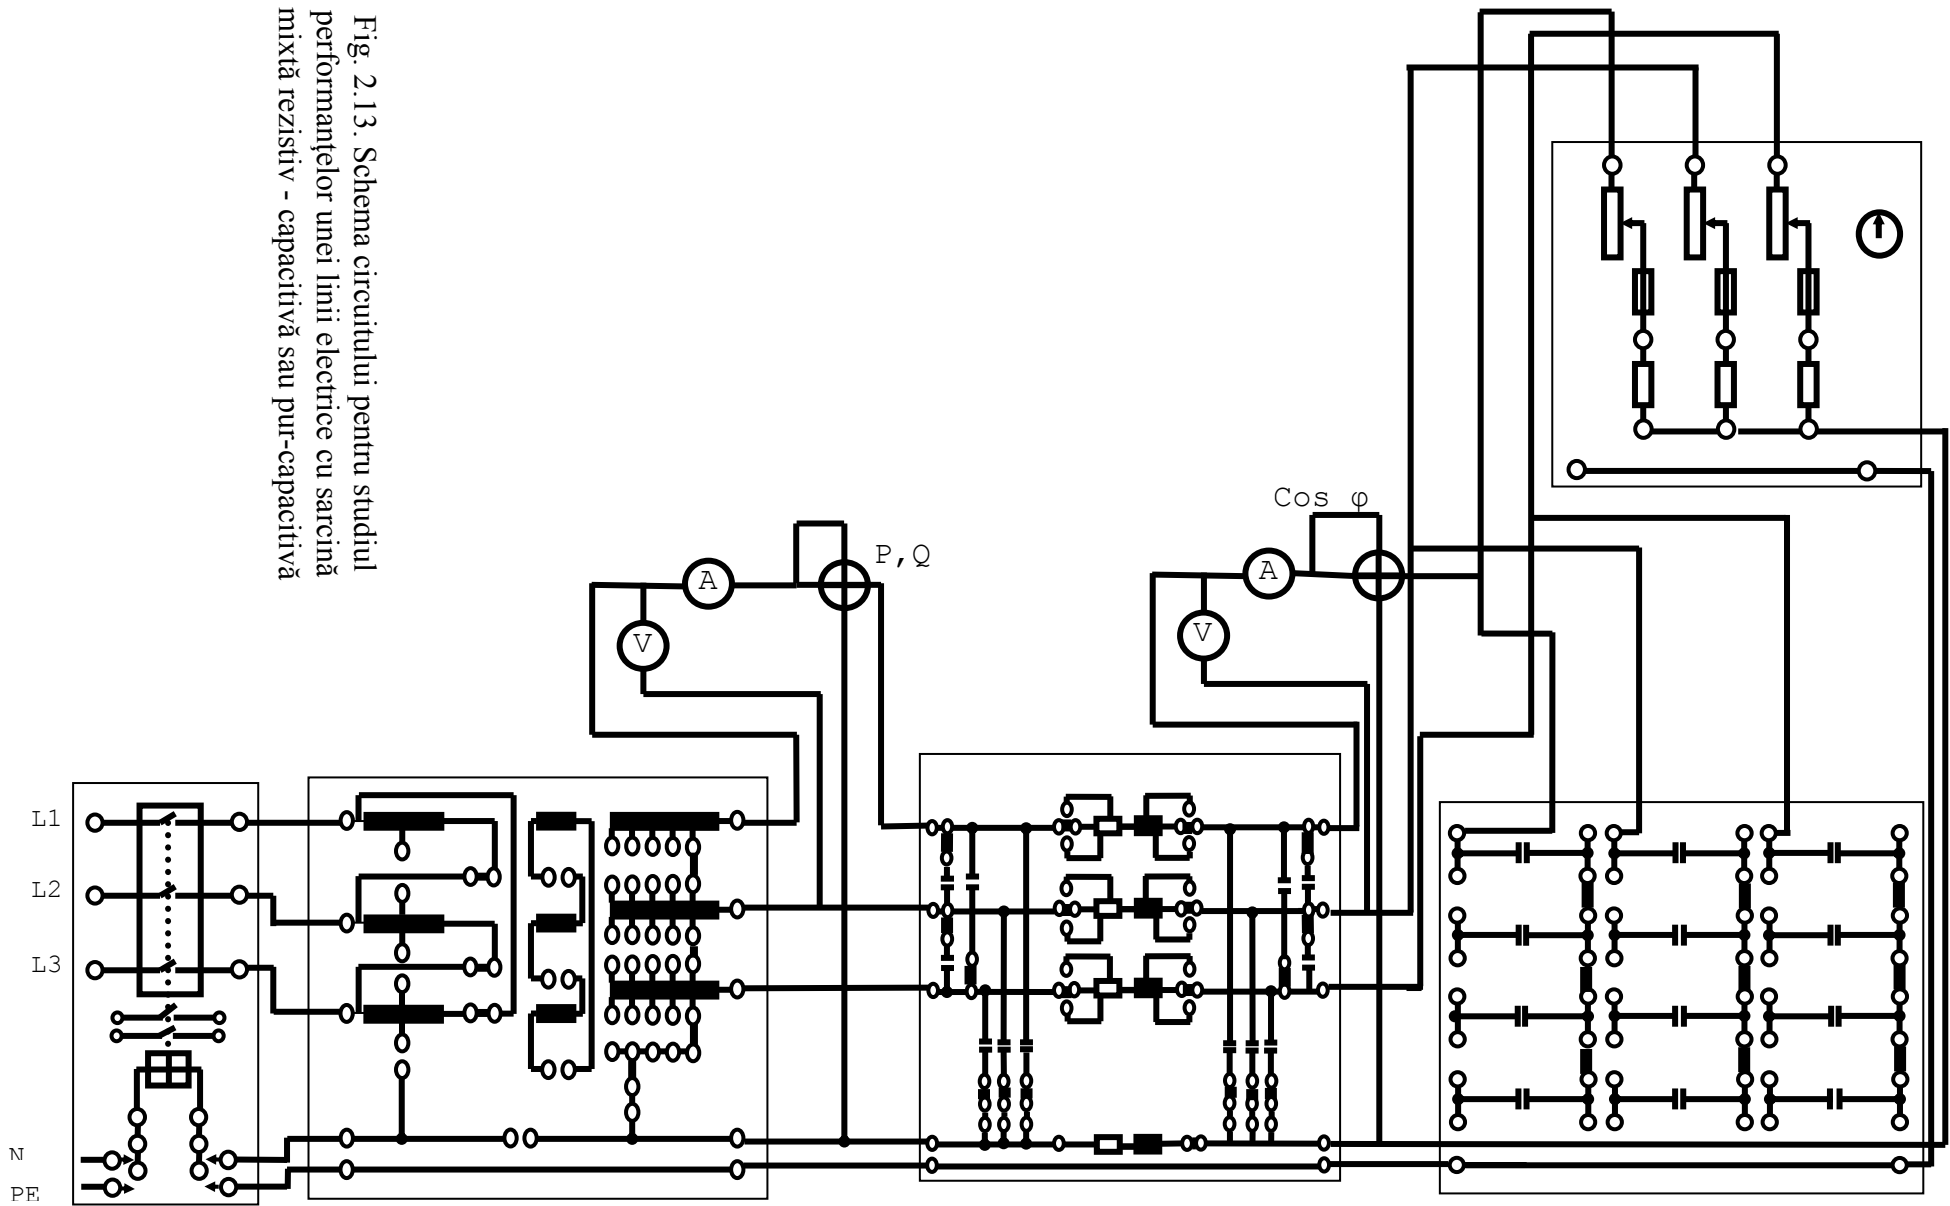 Fig. 2.13. Schema circuitului pentru studiul
performanţelor unei linii electrice cu sarcină
mixtă rezistiv - capacitivă sau pur-capacitivă
Cos φ
P,Q
A
A
V
V
L1
L2
L3
N
PE